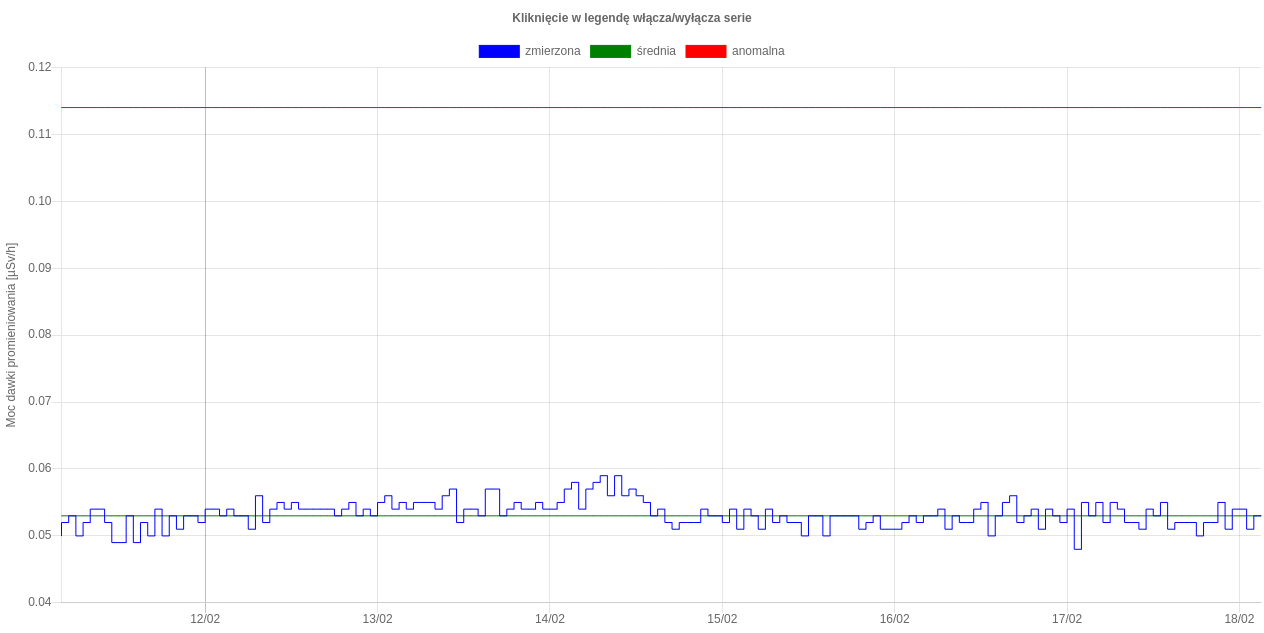 Kliknięcie w legendę włącza/wyłącza serie
zmierzona średnia anomalna
Moc dawki promieniowania [µSv/h]
0.12
0.11
0.10
0.09
0.08
0.07
0.06
0.05
0.04
12/02 13/02 14/02 15/02 16/02 17/02 18/02